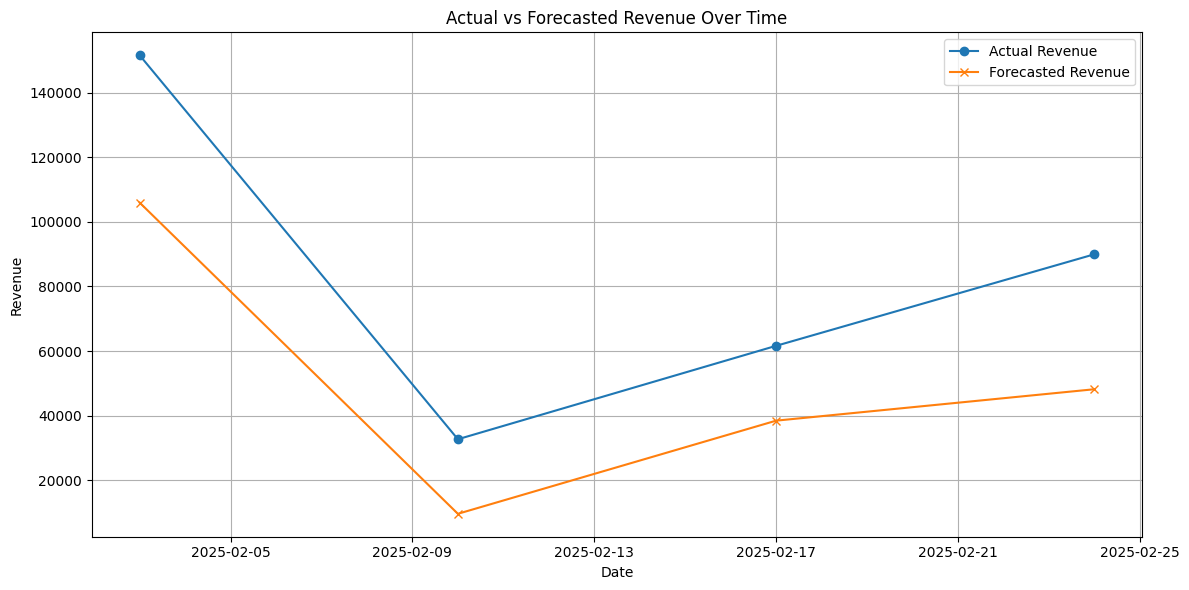 Actual vs Forecasted Revenue Over Time
Actual Revenue
Forecasted Revenue
Revenue
140000
120000
100000
80000
60000
40000
20000
2025-02-05
2025-02-09
2025-02-13
2025-02-17
2025-02-21
2025-02-25
Date